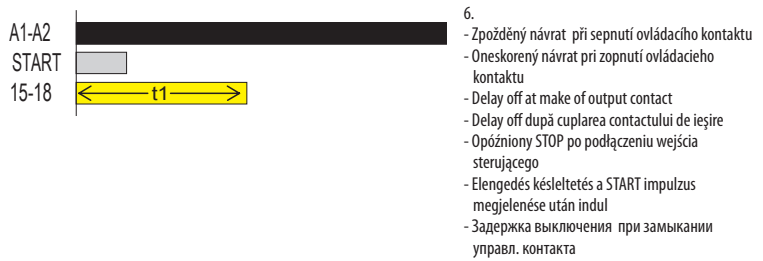 A1-A2
START
15-18
t1
6.
- Zpožděný návrat při sepnutí ovládacího kontaktu
- Oneskorený návrat pri zopnutí ovládacieho
kontaktu
- Delay off at make of output contact
- Delay off după cuplarea contactului de ieşire
- Opóźniony STOP po podłączeniu wejścia
sterującego
- Elengedés késleltetés a START impulzus
megjelenése után indul
- Задержка выключения при замыкании
управл. контакта